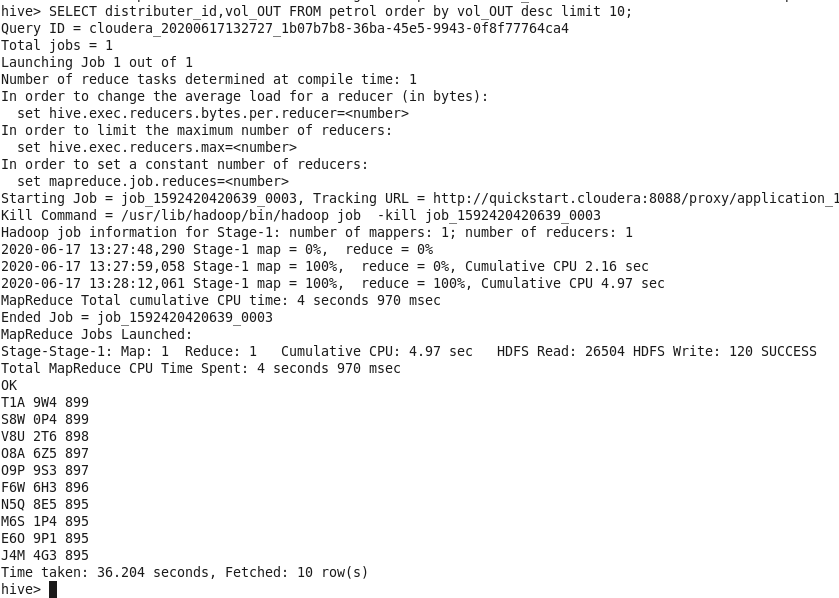 hive> SELECT distributer_id,vol_OUT FROM petrol order by vol_OUT desc limit 10;
Query ID = cloudera_20200617132727_1b07b7b8-36ba-45e5-9943-0f8f77764ca4
Total jobs = 1
Launching Job 1 out of 1
Number of reduce tasks determined at compile time: 1
In order to change the average load for a reducer (in bytes):
  set hive.exec.reducers.bytes.per.reducer=<number>
In order to limit the maximum number of reducers:
  set hive.exec.reducers.max=<number>
In order to set a constant number of reducers:
  set mapreduce.job.reduces=<number>
Starting Job = job_1592420420639_0003, Tracking URL = http://quickstart.cloudera:8088/proxy/application_1
Kill Command = /usr/lib/hadoop/bin/hadoop job  -kill job_1592420420639_0003
Hadoop job information for Stage-1: number of mappers: 1; number of reducers: 1
2020-06-17 13:27:48,290 Stage-1 map = 0%,  reduce = 0%
2020-06-17 13:27:59,058 Stage-1 map = 100%,  reduce = 0%, Cumulative CPU 2.16 sec
2020-06-17 13:28:12,061 Stage-1 map = 100%,  reduce = 100%, Cumulative CPU 4.97 sec
MapReduce Total cumulative CPU time: 4 seconds 970 msec
Ended Job = job_1592420420639_0003
MapReduce Jobs Launched:
Stage-Stage-1: Map: 1  Reduce: 1   Cumulative CPU: 4.97 sec   HDFS Read: 26504 HDFS Write: 120 SUCCESS
Total MapReduce CPU Time Spent: 4 seconds 970 msec
OK
T1A 9W4 899
S8W 0P4 899
V8U 2T6 898
O8A 6Z5 897
O9P 9S3 897
F6W 6H3 896
N5Q 8E5 895
M6S 1P4 895
E6O 9P1 895
J4M 4G3 895
Time taken: 36.204 seconds, Fetched: 10 row(s)
hive>